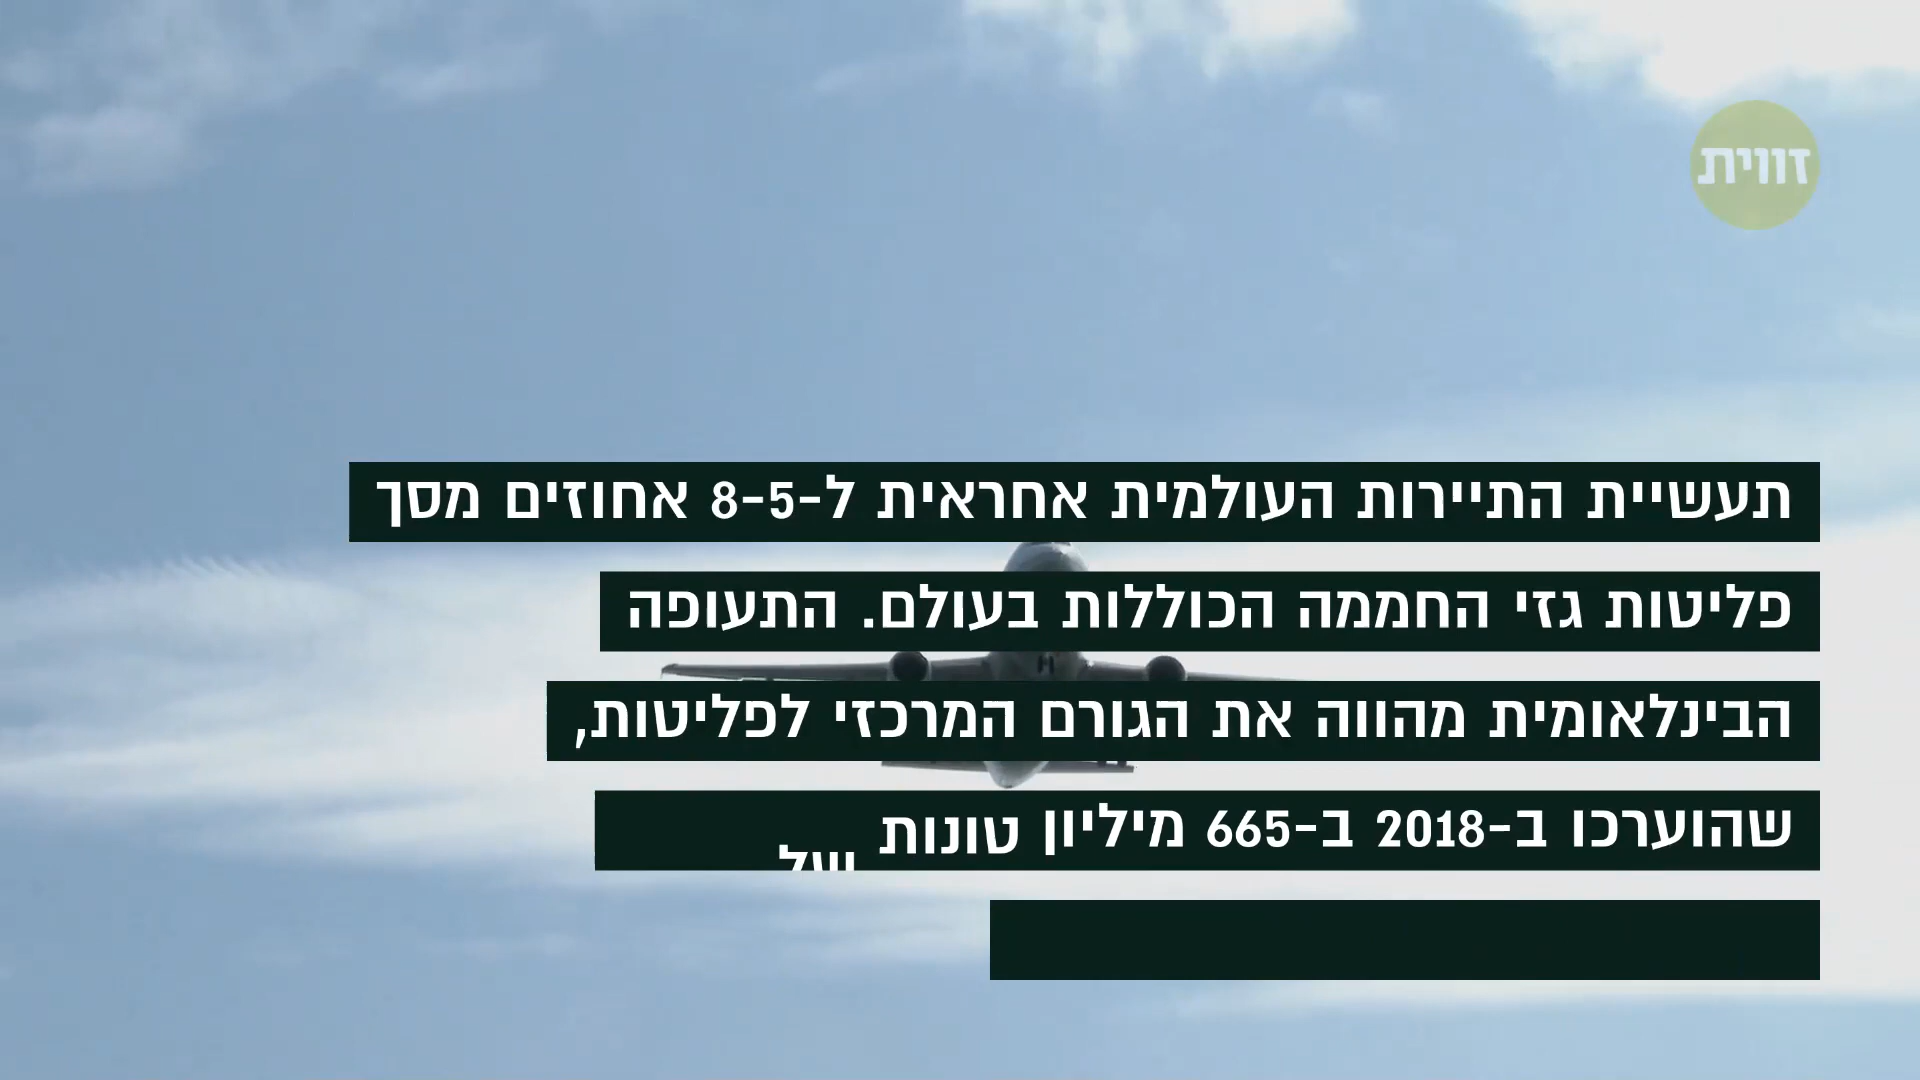 זווית
תעשיית התיירות העולמית אחראית ל-8-5 אחוזים מסך
פליטות גזי החממה הכוללות בעולם. התעופה
הבינלאומית מהווה את הגורם המרכזי לפליטות,
שהוערכו ב-2018 ב-665 מיליון טונות של